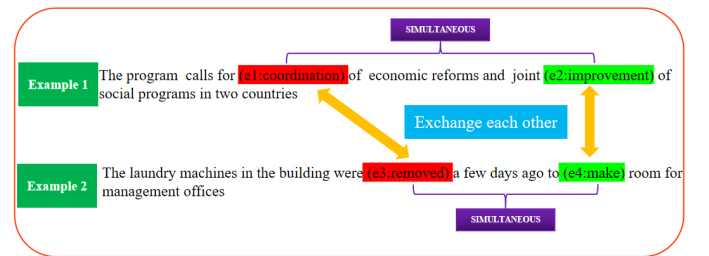 SIMULTANEOUS
Example 1
The program calls for (e1:coordination) of economic reforms and joint (e2:improvement) of
social programs in two countries
Exchange each other
Example 2
The laundry machines in the building were (e3:removed) a few days ago to (e4:make) room for
management offices
SIMULTANEOUS